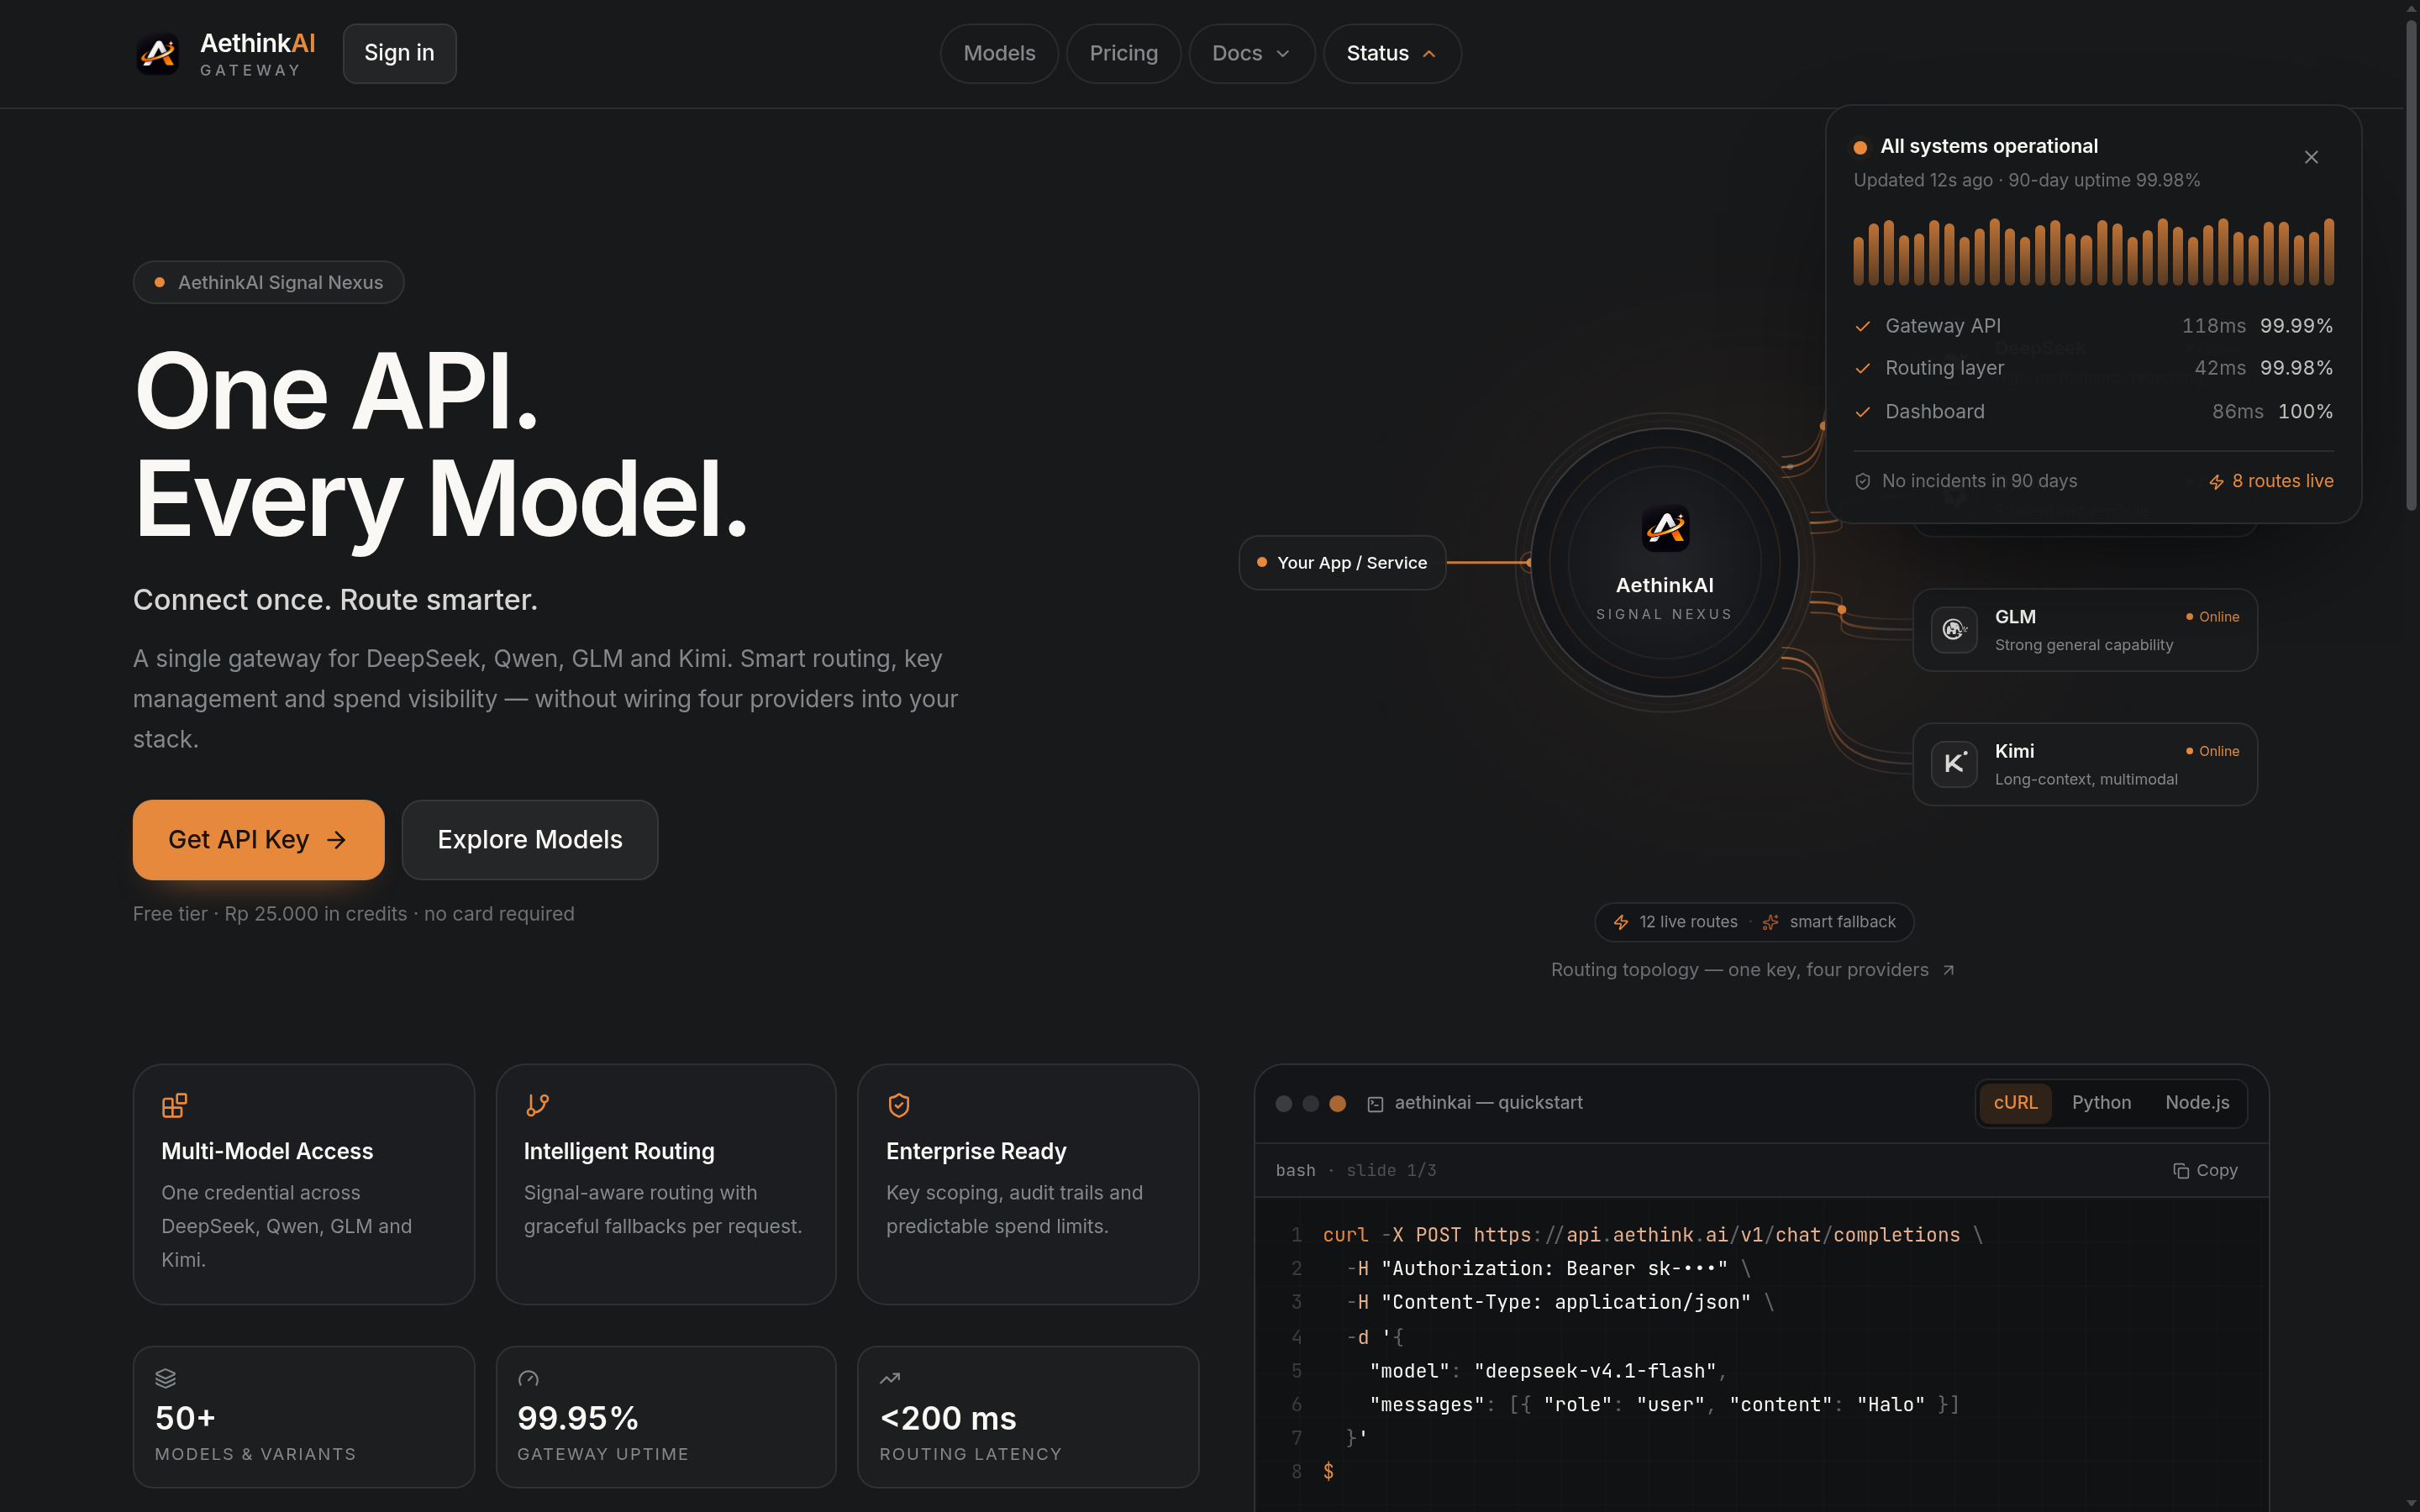 AethinkAI
GATEWAY
Sign in
Models
Pricing
Docs
Status
All systems operational
Updated 12s ago · 90-day uptime 99.98%
Gateway API 118ms 99.99%
Routing layer 42ms 99.98%
Dashboard 86ms 100%
No incidents in 90 days
8 routes live
AethinkAI Signal Nexus
One API.
Every Model.
Connect once. Route smarter.
A single gateway for DeepSeek, Qwen, GLM and Kimi. Smart routing, key
management and spend visibility — without wiring four providers into your
stack.
Get API Key
Explore Models
Free tier · Rp 25.000 in credits · no card required
Your App / Service
AethinkAI
SIGNAL NEXUS
DeepSeek
GLM
Online
Strong general capability
Kimi
Online
Long-context, multimodal
12 live routes · smart fallback
Routing topology — one key, four providers
Multi-Model Access
One credential across
DeepSeek, Qwen, GLM and
Kimi.
Intelligent Routing
Signal-aware routing with
graceful fallbacks per request.
Enterprise Ready
Key scoping, audit trails and
predictable spend limits.
50+
MODELS & VARIANTS
99.95%
GATEWAY UPTIME
<200 ms
ROUTING LATENCY
aethinkai — quickstart
cURL
Python
Node.js
bash · slide 1/3
Copy
1 curl -X POST https://api.aethink.ai/v1/chat/completions \
2 -H "Authorization: Bearer sk-•••" \
3 -H "Content-Type: application/json" \
4 -d '{
5 "model": "deepseek-v4.1-flash",
6 "messages": [{ "role": "user", "content": "Halo" }]
7 }'
8 $